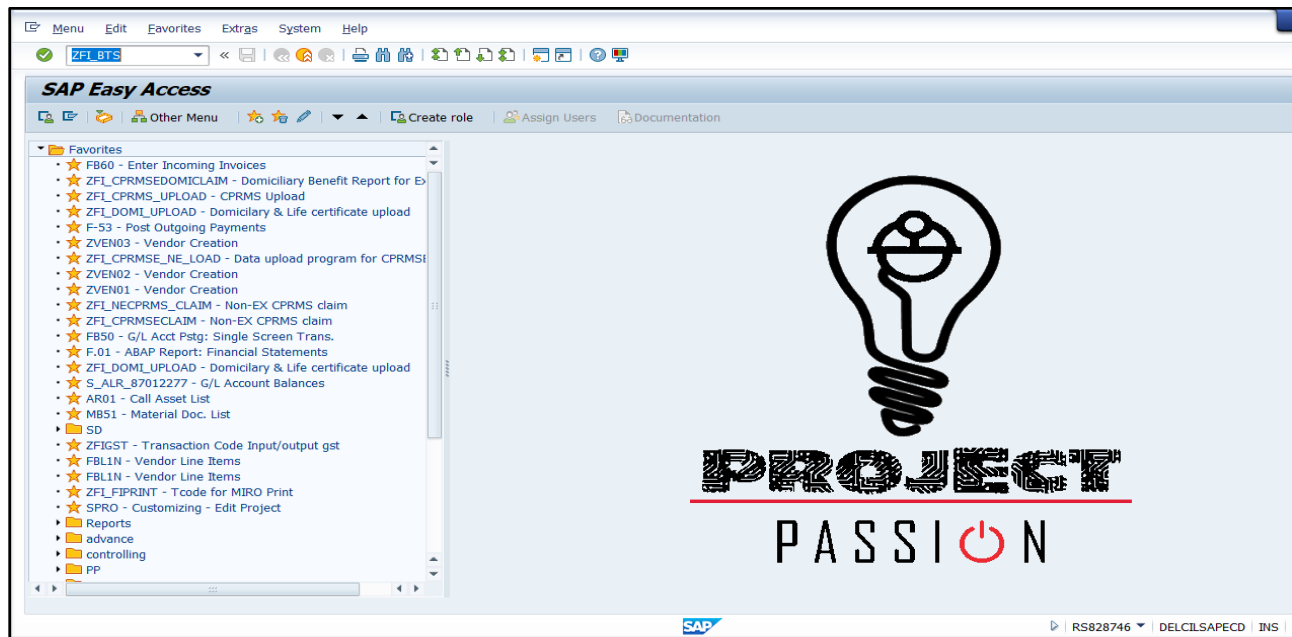 Menu Edit Favorites Extras System Help
ZFI_BTS
SAP Easy Access
Other Menu Create role Assign Users Documentation
Favorites
FB60 - Enter Incoming Invoices
ZFI_CPRMSEDOMICLAIM - Domiciliary Benefit Report for Ex
ZFI_CPRMS_UPLOAD - CPRMS Upload
ZFI_DOMI_UPLOAD - Domicilary & Life certificate upload
F-53 - Post Outgoing Payments
ZVEN03 - Vendor Creation
ZFI_CPRMSE_NE_LOAD - Data upload program for CPRMSE
ZVEN02 - Vendor Creation
ZVEN01 - Vendor Creation
ZFI_NECPRMS_CLAIM - Non-EX CPRMS claim
ZFI_CPRMSECLAIM - Non-EX CPRMS claim
FB50 - G/L Acct Pstg: Single Screen Trans.
F.01 - ABAP Report: Financial Statements
ZFI_DOMI_UPLOAD - Domicilary & Life certificate upload
S_ALR_87012277 - G/L Account Balances
AR01 - Call Asset List
MB51 - Material Doc. List
SD
ZFIGST - Transaction Code Input/output gst
FBL1N - Vendor Line Items
FBL1N - Vendor Line Items
ZFI_FIPRINT - Tcode for MIRO Print
SPRO - Customizing - Edit Project
Reports
advance
controlling
PP
PROJECT
PASSION
SAP RS828746 DELCILSAPECD INS